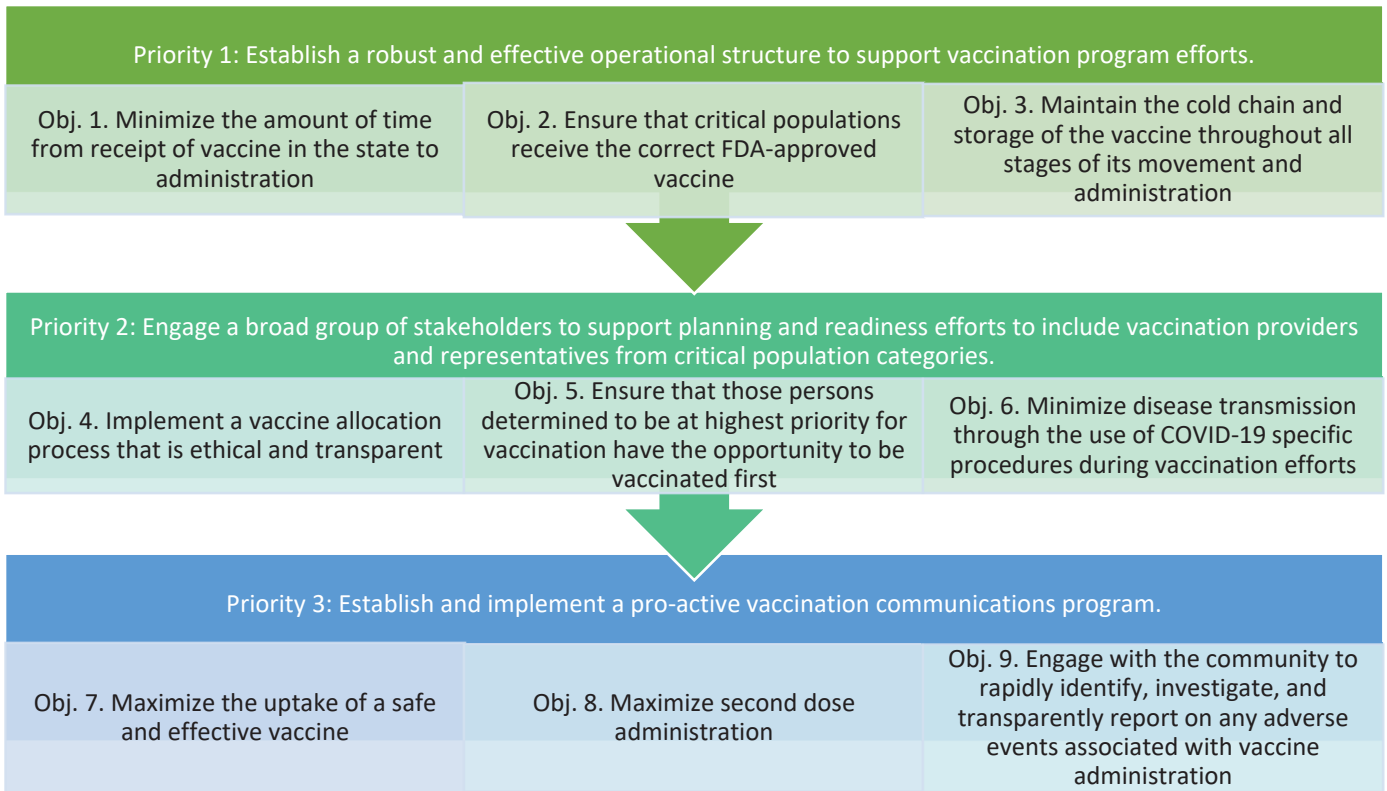 Priority 1: Establish a robust and effective operational structure to support vaccination program efforts.
Obj. 1. Minimize the amount of time
from receipt of vaccine in the state to
administration
Obj. 2. Ensure that critical populations
receive the correct FDA-approved
vaccine
Obj. 3. Maintain the cold chain and
storage of the vaccine throughout all
stages of its movement and
administration
Priority 2: Engage a broad group of stakeholders to support planning and readiness efforts to include vaccination providers
and representatives from critical population categories.
Obj. 4. Implement a vaccine allocation
process that is ethical and transparent
Obj. 5. Ensure that those persons
determined to be at highest priority for
vaccination have the opportunity to be
vaccinated first
Obj. 6. Minimize disease transmission
through the use of COVID-19 specific
procedures during vaccination efforts
Priority 3: Establish and implement a pro-active vaccination communications program.
Obj. 7. Maximize the uptake of a safe
and effective vaccine
Obj. 8. Maximize second dose
administration
Obj. 9. Engage with the community to
rapidly identify, investigate, and
transparently report on any adverse
events associated with vaccine
administration